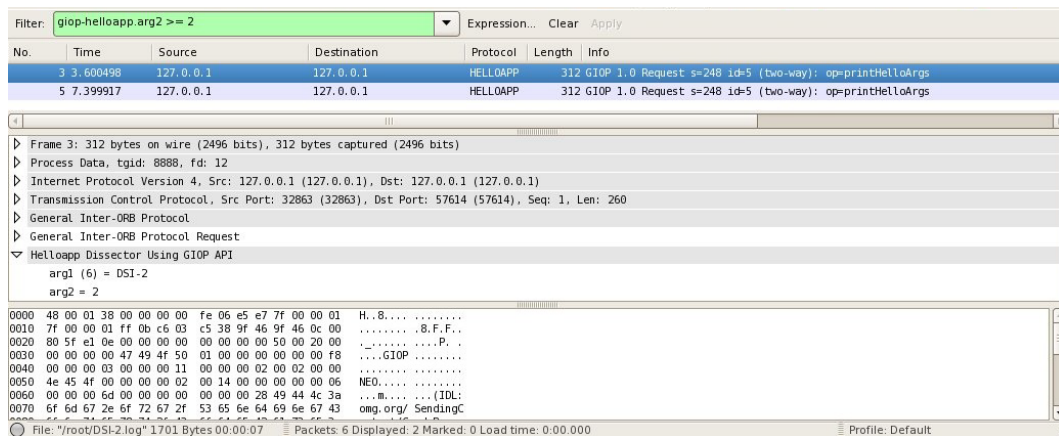 Filter: giop-helloapp.arg2 >= 2 Expression... Clear Apply
No. Time Source Destination Protocol Length Info
3 3.600498 127.0.0.1 127.0.0.1 HELLOAPP 312 GIOP 1.0 Request s=248 id=5 (two-way): op=printHelloArgs
5 7.399917 127.0.0.1 127.0.0.1 HELLOAPP 312 GIOP 1.0 Request s=248 id=5 (two-way): op=printHelloArgs
Frame 3: 312 bytes on wire (2496 bits), 312 bytes captured (2496 bits)
Process Data, tgid: 8888, fd: 12
Internet Protocol Version 4, Src: 127.0.0.1 (127.0.0.1), Dst: 127.0.0.1 (127.0.0.1)
Transmission Control Protocol, Src Port: 32863 (32863), Dst Port: 57614 (57614), Seq: 1, Len: 260
General Inter-ORB Protocol
General Inter-ORB Protocol Request
Helloapp Dissector Using GIOP API
arg1 (6) = DSI-2
arg2 = 2
0000 48 00 01 38 00 00 00 00 fe 06 e5 e7 7f 00 00 01 H..8.... ........
0010 7f 00 00 01 ff 0b c6 03 c5 38 9f 46 9f 46 0c 00 ........ .8.F.F..
0020 80 5f e1 0e 00 00 00 00 00 00 00 00 50 00 20 00 ._...... ....P. .
0030 00 00 00 00 47 49 4f 50 01 00 00 00 00 00 00 f8 ....GIOP ........
0040 00 00 00 03 00 00 00 11 00 00 00 02 00 02 00 00 ........ ........
0050 4e 45 4f 00 00 00 00 02 00 14 00 00 00 00 00 06 NEO..... ........
0060 00 00 00 6d 00 00 00 00 00 00 00 28 49 44 4c 3a ...m.... ...(IDL:
0070 6f 6d 67 2e 6f 72 67 2f 53 65 6e 64 69 6e 67 43 omg.org/ SendingC
File: "/root/DSI-2.log" 1701 Bytes 00:00:07 Packets: 6 Displayed: 2 Marked: 0 Load time: 0:00.000 Profile: Default